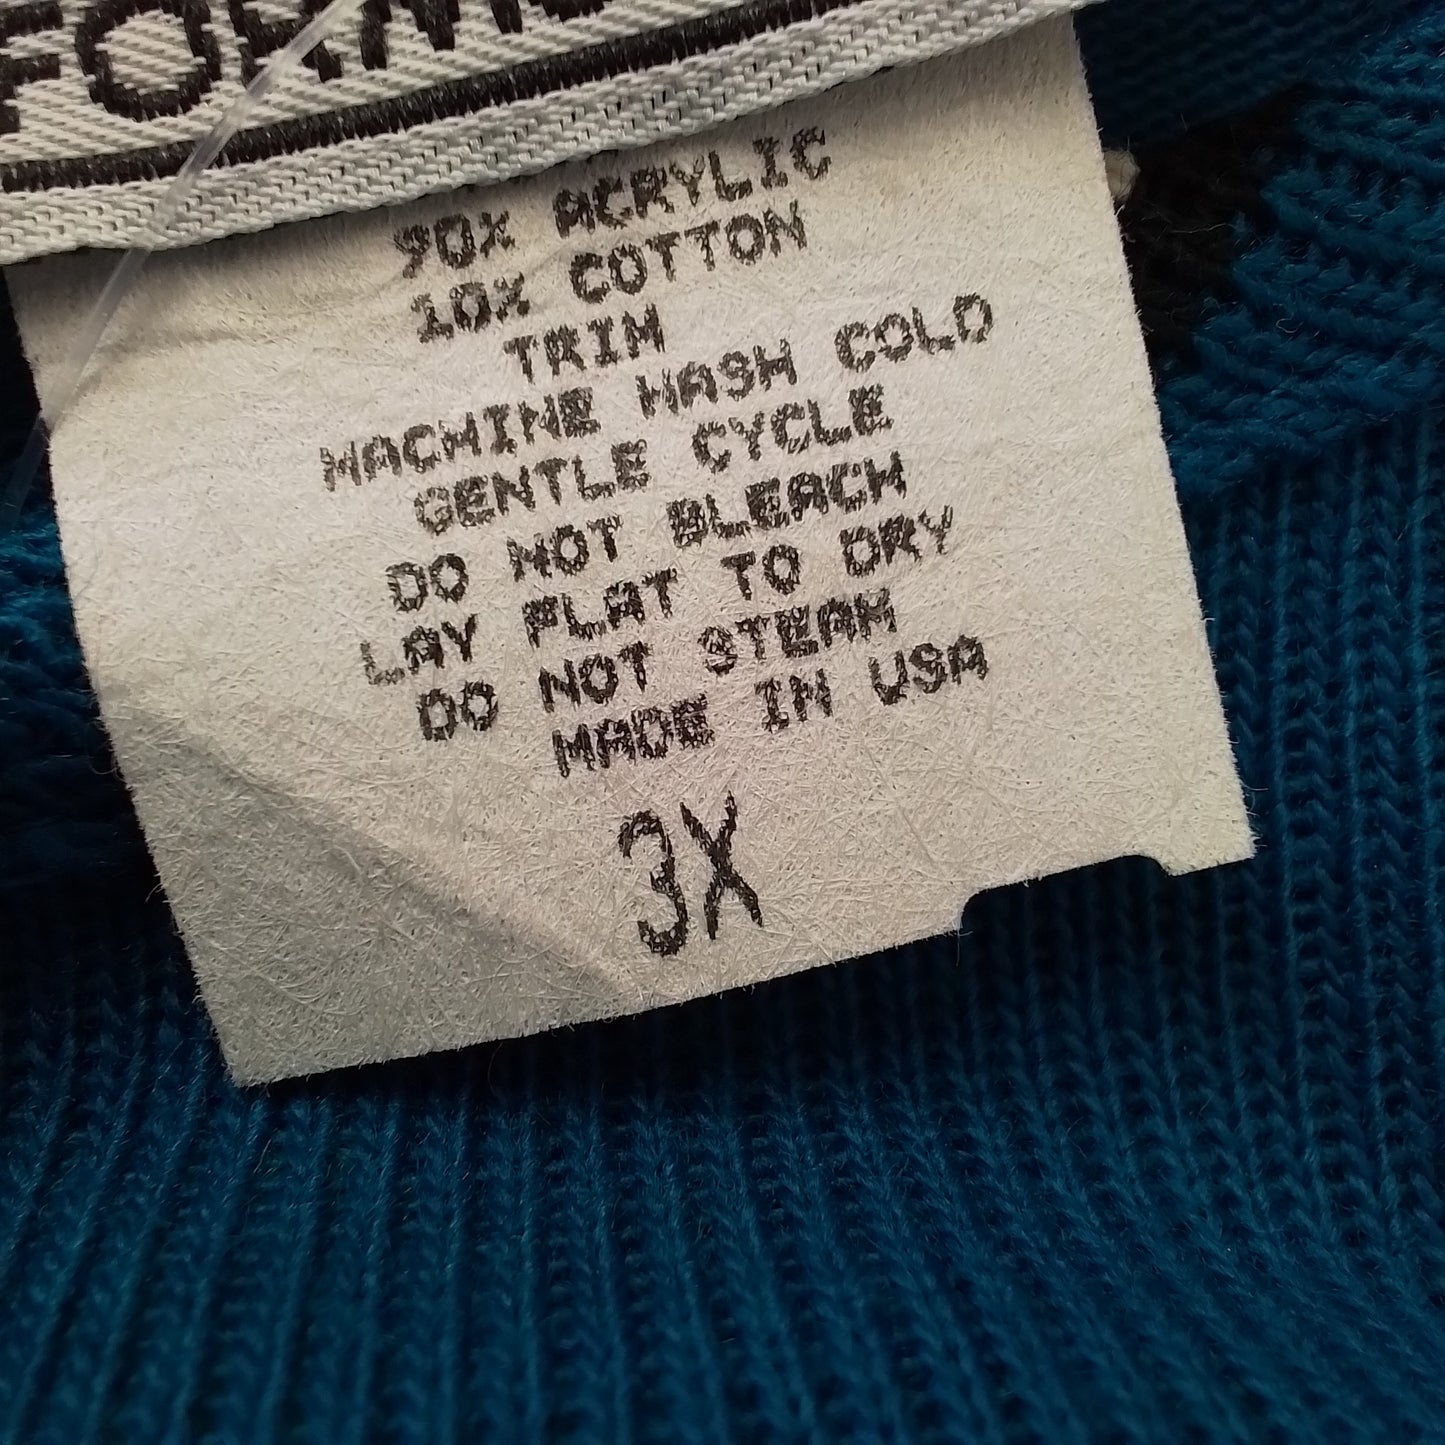 90% ACRYLIC
10% COTTON
TRIM
MACHINE WASH COLD
GENTLE CYCLE
DO NOT BLEACH
LAY FLAT TO DRY
DO NOT STEAM
MADE IN USA
3X